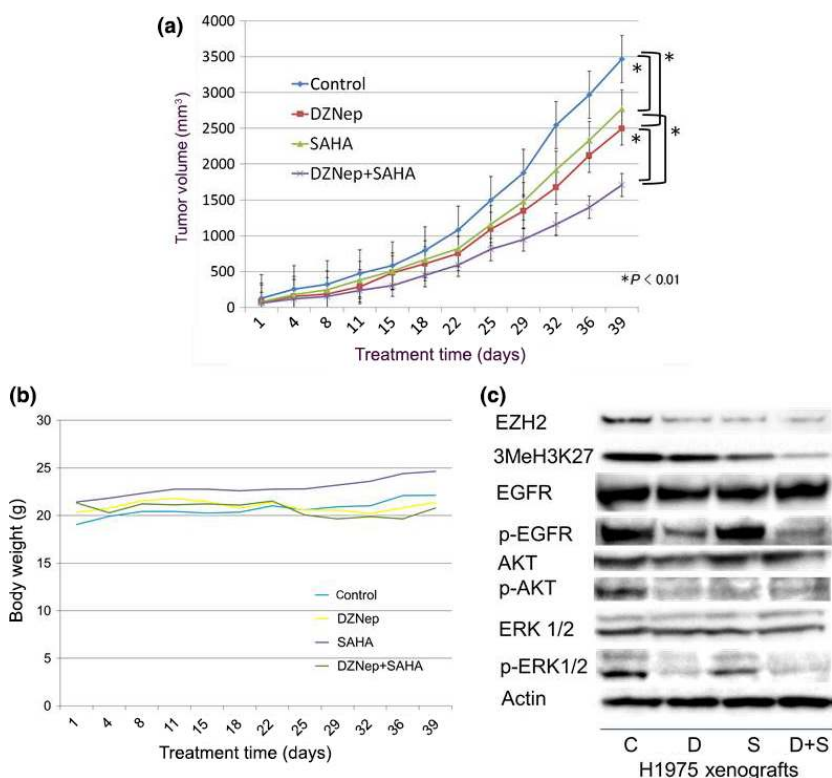 (a)
Tumor volume (mm³)
4000
3500
3000
2500
2000
1500
1000
500
0
Control
DZNep
SAHA
DZNep+SAHA
*
*
*
*
*P < 0.01
1 4 8 11 15 18 22 25 29 32 36 39
Treatment time (days)
(b)
Body weight (g)
30
25
20
15
10
5
0
Control
DZNep
SAHA
DZNep+SAHA
1 4 8 11 15 18 22 25 29 32 36 39
Treatment time (days)
(c)
EZH2
3MeH3K27
EGFR
p-EGFR
AKT
p-AKT
ERK 1/2
p-ERK1/2
Actin
C D S D+S
H1975 xenografts